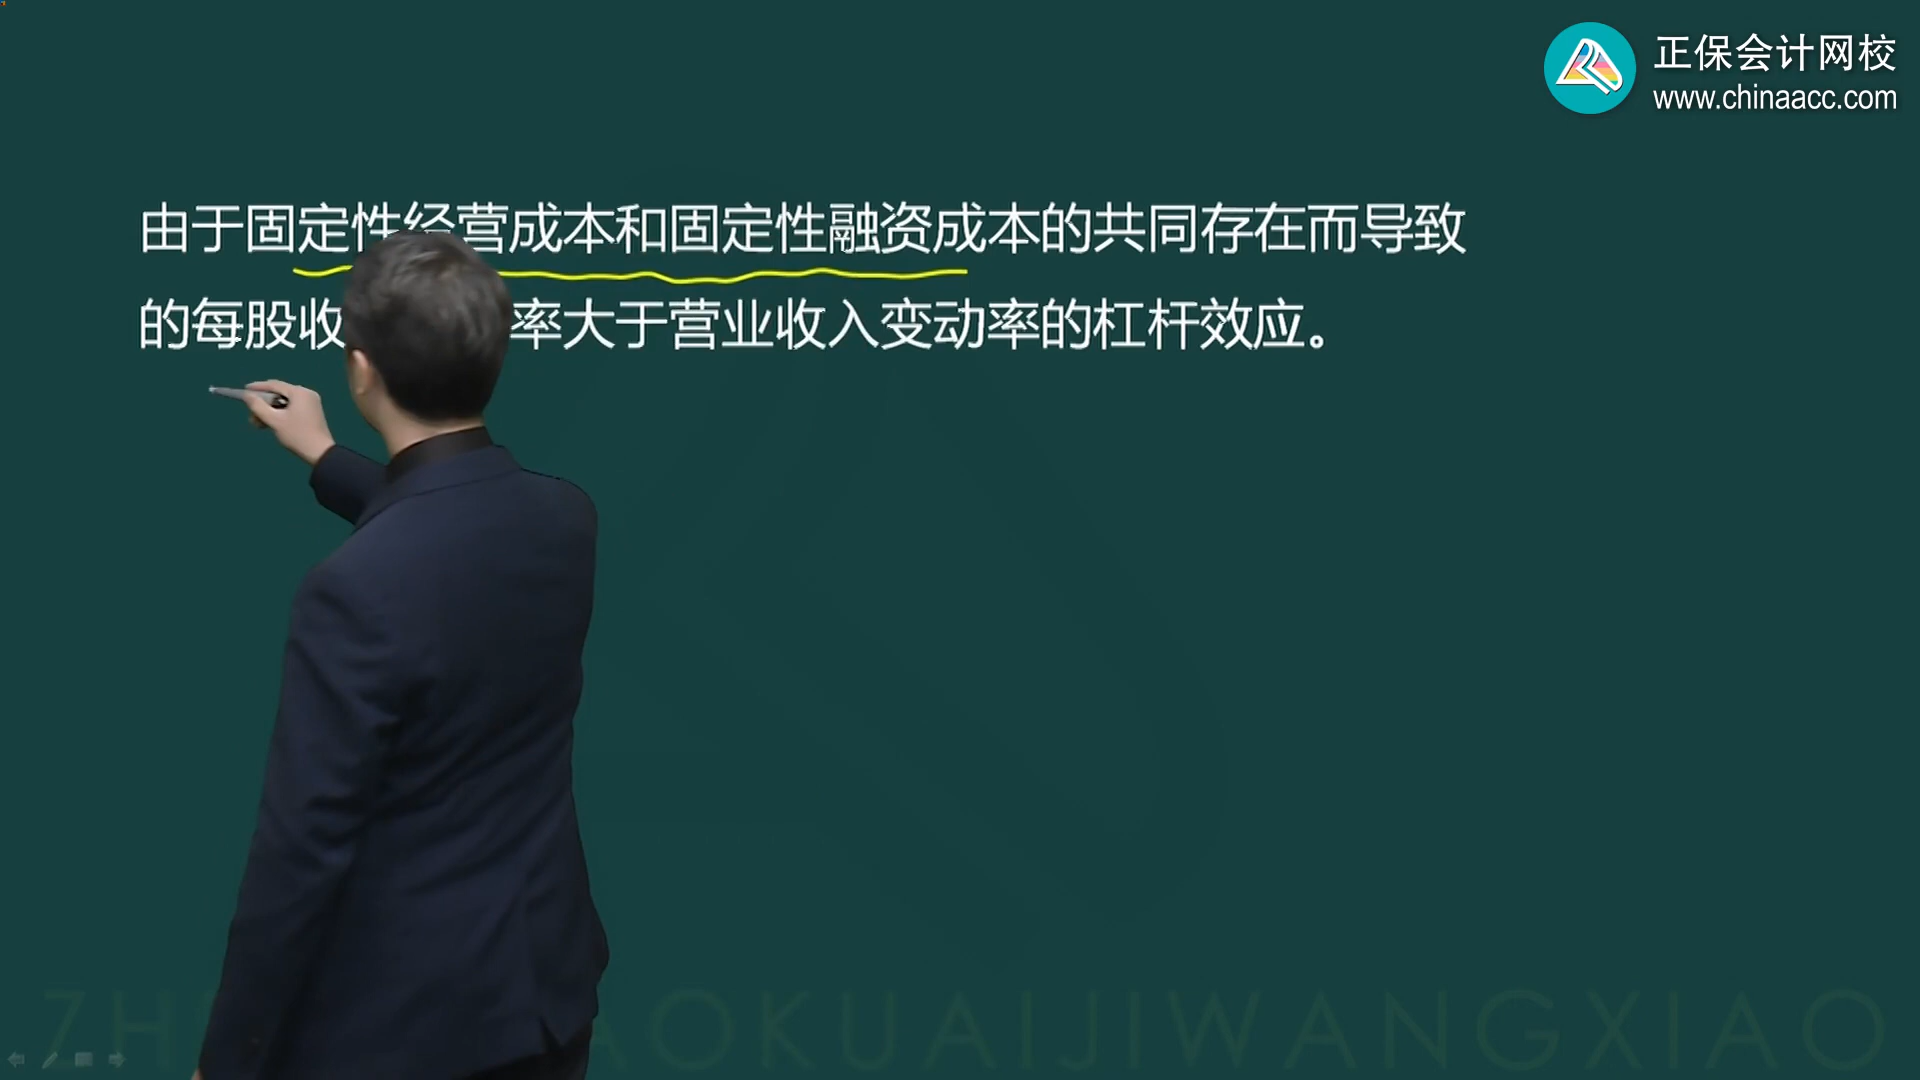 正保会计网校
www.chinaacc.com
由于固定性经营成本和固定性融资成本的共同存在而导致
的每股收 率大于营业收入变动率的杠杆效应。